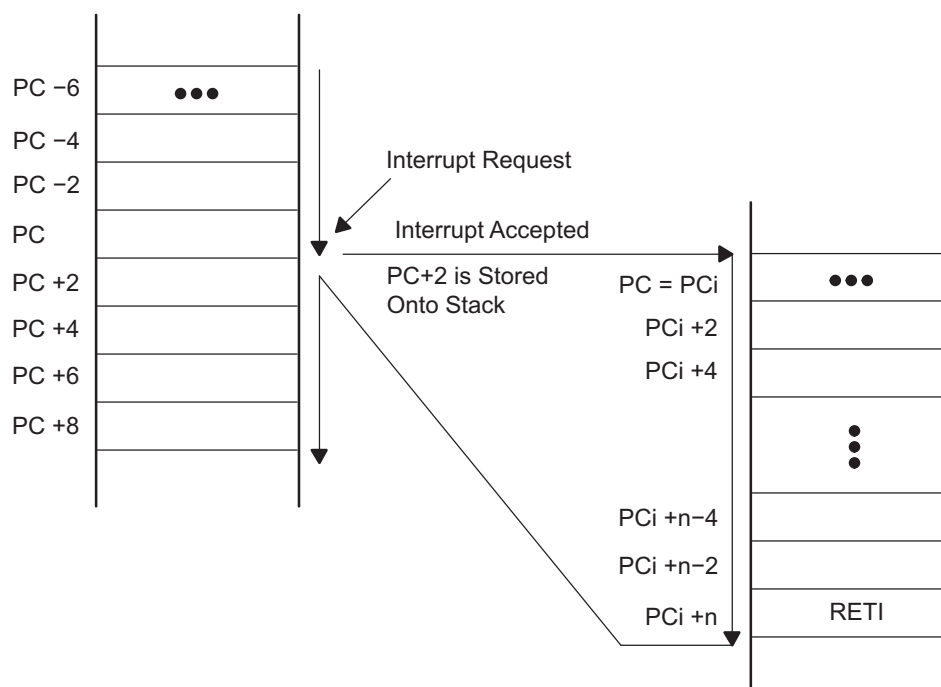 PC −6
PC −4
PC −2
PC
PC +2
PC +4
PC +6
PC +8
Interrupt Request
Interrupt Accepted
PC+2 is Stored
Onto Stack
PC = PCi
PCi +2
PCi +4
PCi +n−4
PCi +n−2
PCi +n
RETI